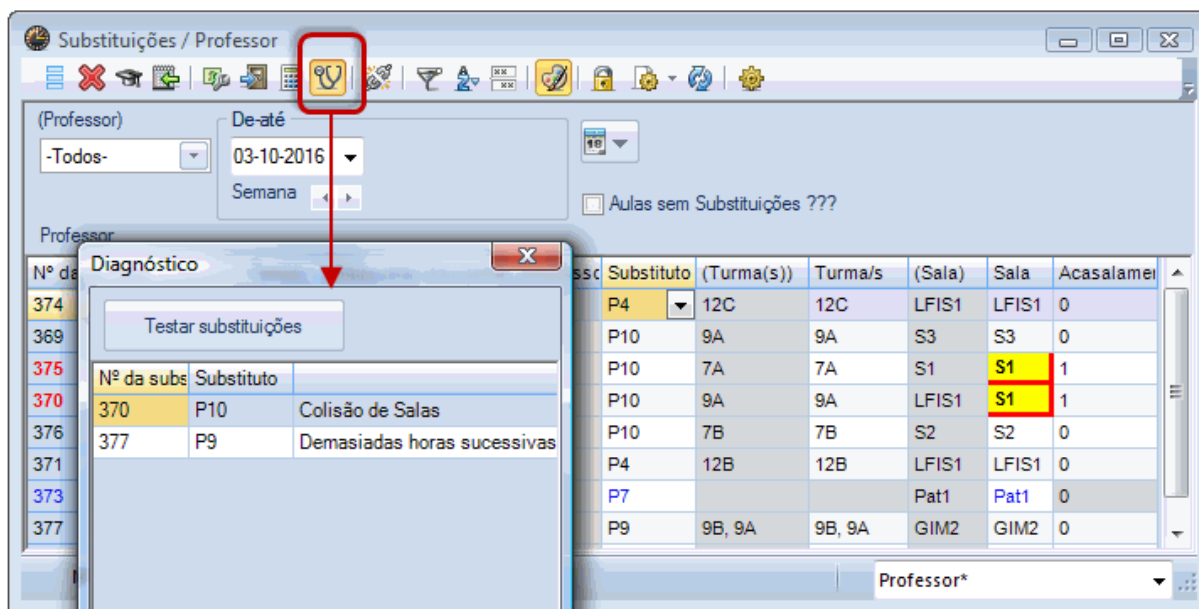 Substituições / Professor
(Professor) De-até
-Todos- 03-10-2016 18
Semana
Aulas sem Substituições ???
Professor
Nº da Substituto (Turma(s)) Turma/s (Sala) Sala
374 P4 12C 12C LFIS1 LFIS1 0
369 P10 9A 9A S3 S3 0
375 P10 7A 7A S1 S1 1
370 P10 9A 9A LFIS1 S1 1
376 P10 7B 7B S2 S2 0
371 P4 12B 12B LFIS1 LFIS1 0
373 P7 Pat1 Pat1 0
377 P9 9B, 9A 9B, 9A GIM2 GIM2 0
Professor*
Diagnóstico
Testar substituições
Nº da subs Substituto
370 P10 Colisão de Salas
377 P9 Demasiadas horas sucessivas